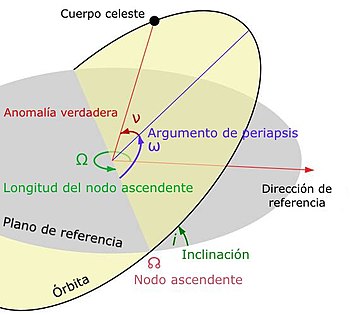 Cuerpo celeste
Anomalía verdadera
ν
Argumento de periapsis
ω
Ω
Longitud del nodo ascendente
Dirección de
referencia
Plano de referencia
i
Inclinación
☊
Nodo ascendente
Órbita